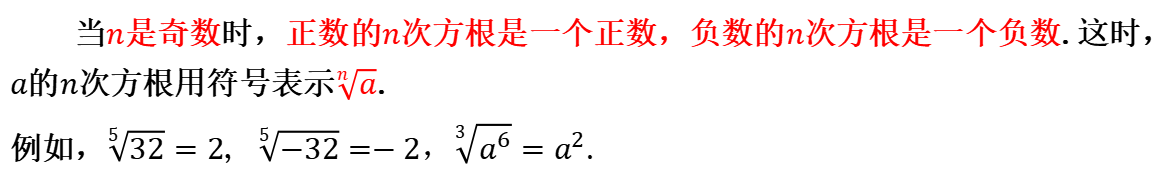 当n是奇数时，正数的n次方根是一个正数，负数的n次方根是一个负数. 这时，
a的n次方根用符号表示ⁿ√a.
例如，⁵√32 = 2, ⁵√−32 =− 2，³√a⁶ = a².